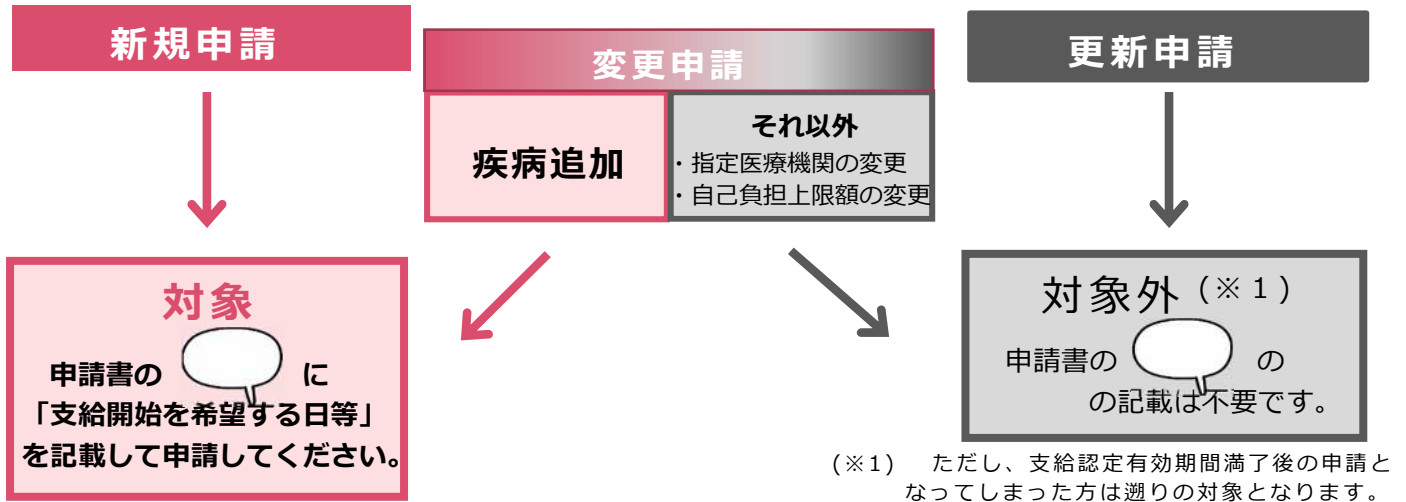 新規申請
変更申請
更新申請
疾病追加
それ以外
・指定医療機関の変更
・自己負担上限額の変更
対象
申請書の に
「支給開始を希望する日等」
を記載して申請してください。
対象外(※1)
申請書の の
の記載は不要です。
(※1) ただし、支給認定有効期間満了後の申請と
なってしまった方は遡りの対象となります。